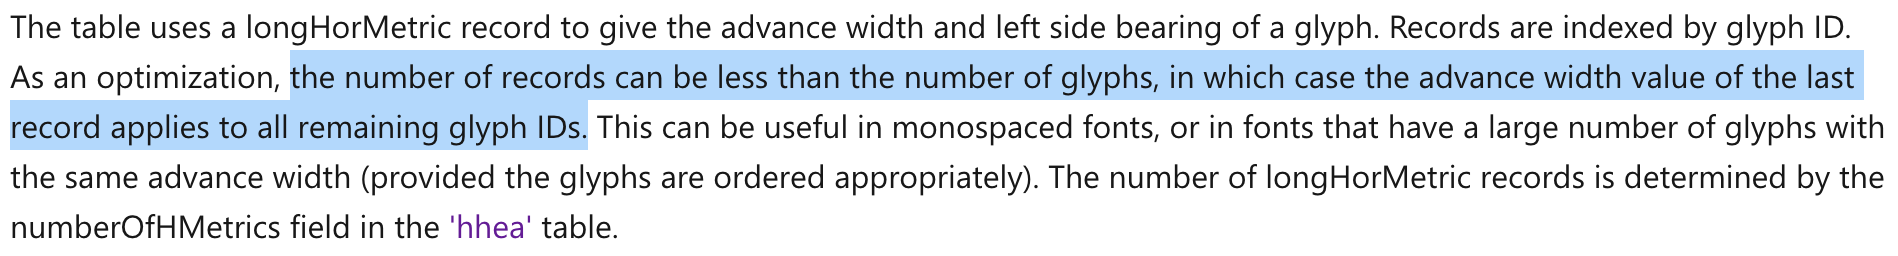 The table uses a longHorMetric record to give the advance width and left side bearing of a glyph. Records are indexed by glyph ID.
As an optimization, the number of records can be less than the number of glyphs, in which case the advance width value of the last
record applies to all remaining glyph IDs. This can be useful in monospaced fonts, or in fonts that have a large number of glyphs with
the same advance width (provided the glyphs are ordered appropriately). The number of longHorMetric records is determined by the
numberOfHMetrics field in the 'hhea' table.